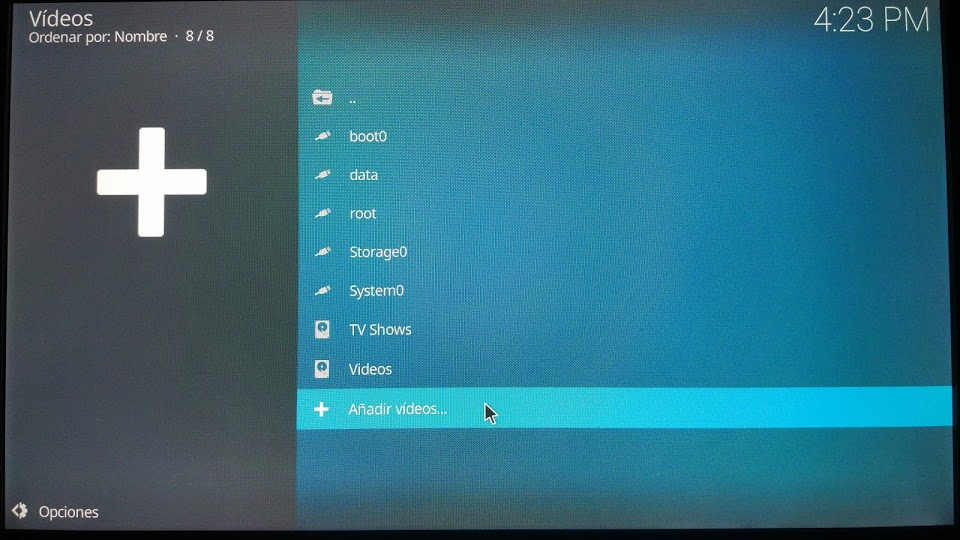 Vídeos
Ordenar por: Nombre · 8 / 8
4:23 PM
..
boot0
data
root
Storage0
System0
TV Shows
Videos
Añadir vídeos...
Opciones